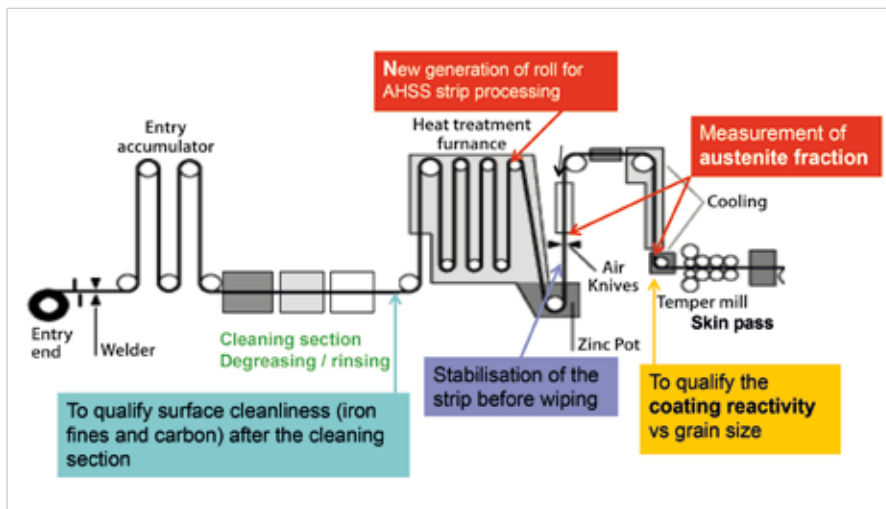 New generation of roll for
AHSS strip processing
Entry
accumulator
Heat treatment
furnance
Measurement of
austenite fraction
Cooling
Air
Knives
Temper mill
Skin pass
Zinc Pot
Entry
end
Welder
Cleaning section
Degreasing / rinsing
Stabilisation of the
strip before wiping
To qualify the
coating reactivity
vs grain size
To qualify surface cleanliness (iron
fines and carbon) after the cleaning
section